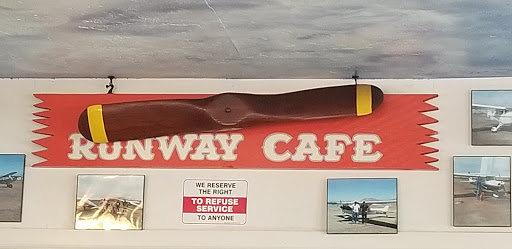 RUNWAY CAFE
WE RESERVE
THE RIGHT
TO REFUSE
SERVICE
TO ANYONE